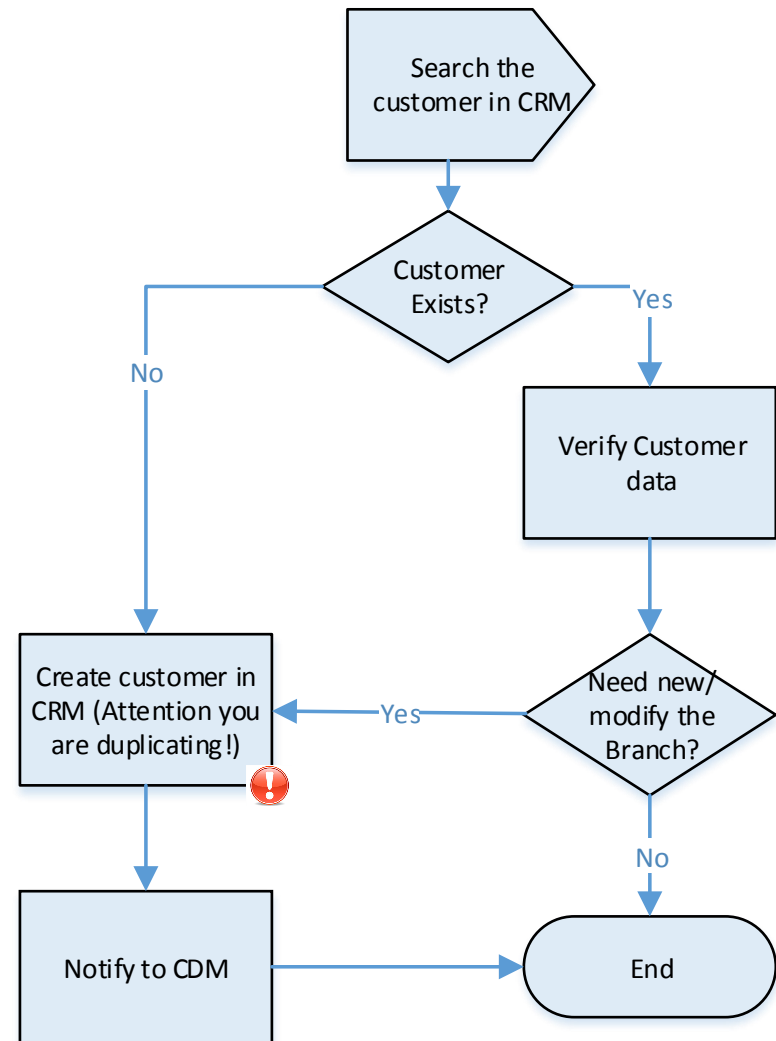 Search the
customer in CRM
Customer
Exists?
Yes
No
Verify Customer
data
Create customer in
CRM (Attention you
are duplicating!)
Yes
Need new/
modify the
Branch?
No
Notify to CDM
End